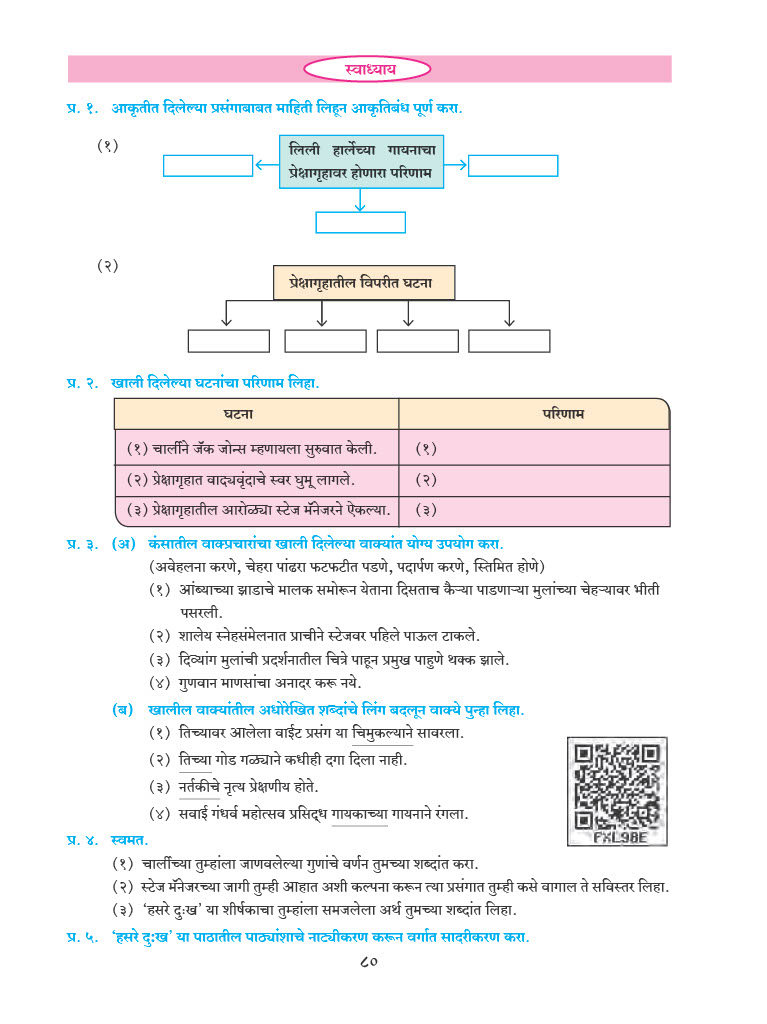 स्वाध्याय
प्र. १. आकृतीत दिलेल्या प्रसंगाबाबत माहिती लिहून आकृतिबंध पूर्ण करा.
(१)
लिली हार्लेच्या गायनाचा
प्रेक्षागृहावर होणारा परिणाम
(२)
प्रेक्षागृहातील विपरीत घटना
प्र. २. खाली दिलेल्या घटनांचा परिणाम लिहा.
घटना परिणाम
(१) चार्लीने जॅक जोन्स म्हणायला सुरुवात केली. (१)
(२) प्रेक्षागृहात वाद्यवृंदाचे स्वर घुमू लागले. (२)
(३) प्रेक्षागृहातील आरोळ्या स्टेज मॅनेजरने ऐकल्या. (३)
प्र. ३. (अ) कंसातील वाक्प्रचारांचा खाली दिलेल्या वाक्यांत योग्य उपयोग करा.
(अवेहलना करणे, चेहरा पांढरा फटफटीत पडणे, पदार्पण करणे, स्तिमित होणे)
(१) आंब्याच्या झाडाचे मालक समोरून येताना दिसताच कैऱ्या पाडणाऱ्या मुलांच्या चेहऱ्यावर भीती
पसरली.
(२) शालेय स्नेहसंमेलनात प्राचीने स्टेजवर पहिले पाऊल टाकले.
(३) दिव्यांग मुलांची प्रदर्शनातील चित्रे पाहून प्रमुख पाहुणे थक्क झाले.
(४) गुणवान माणसांचा अनादर करू नये.
(ब) खालील वाक्यांतील अधोरेखित शब्दांचे लिंग बदलून वाक्ये पुन्हा लिहा.
(१) तिच्यावर आलेला वाईट प्रसंग या चिमुकल्याने सावरला.
(२) तिच्या गोड गळ्याने कधीही दगा दिला नाही.
(३) नर्तकीचे नृत्य प्रेक्षणीय होते.
(४) सवाई गंधर्व महोत्सव प्रसिद्ध गायकाच्या गायनाने रंगला.
FXL98E
प्र. ४. स्वमत.
(१) चार्लीच्या तुम्हांला जाणवलेल्या गुणांचे वर्णन तुमच्या शब्दांत करा.
(२) स्टेज मॅनेजरच्या जागी तुम्ही आहात अशी कल्पना करून त्या प्रसंगात तुम्ही कसे वागाल ते सविस्तर लिहा.
(३) ‘हसरे दुःख’ या शीर्षकाचा तुम्हांला समजलेला अर्थ तुमच्या शब्दांत लिहा.
प्र. ५. ‘हसरे दुःख’ या पाठातील पाठ्यांशाचे नाट्यीकरण करून वर्गात सादरीकरण करा.
८०